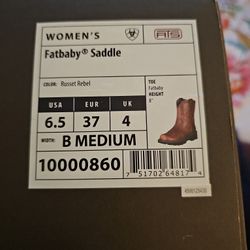 WOMEN'S
ATS
Fatbaby® Saddle
COLOR: Russet Rebel
TOE
Fatbaby
HEIGHT
8"
USA EUR UK
6.5 37 4
WIDTH: B MEDIUM
10000860
7 51702 64817 4